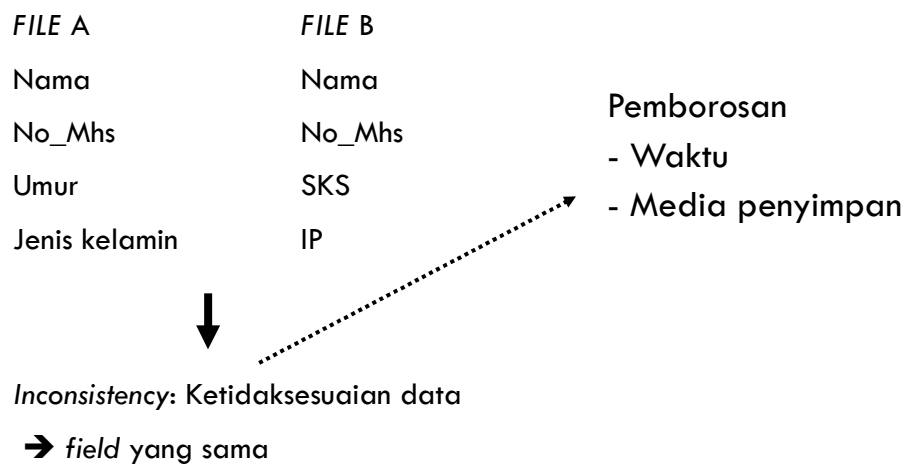 FILE A
Nama
No_Mhs
Umur
Jenis kelamin
FILE B
Nama
No_Mhs
SKS
IP
Pemborosan
- Waktu
- Media penyimpan
Inconsistency: Ketidaksesuaian data
➔ field yang sama